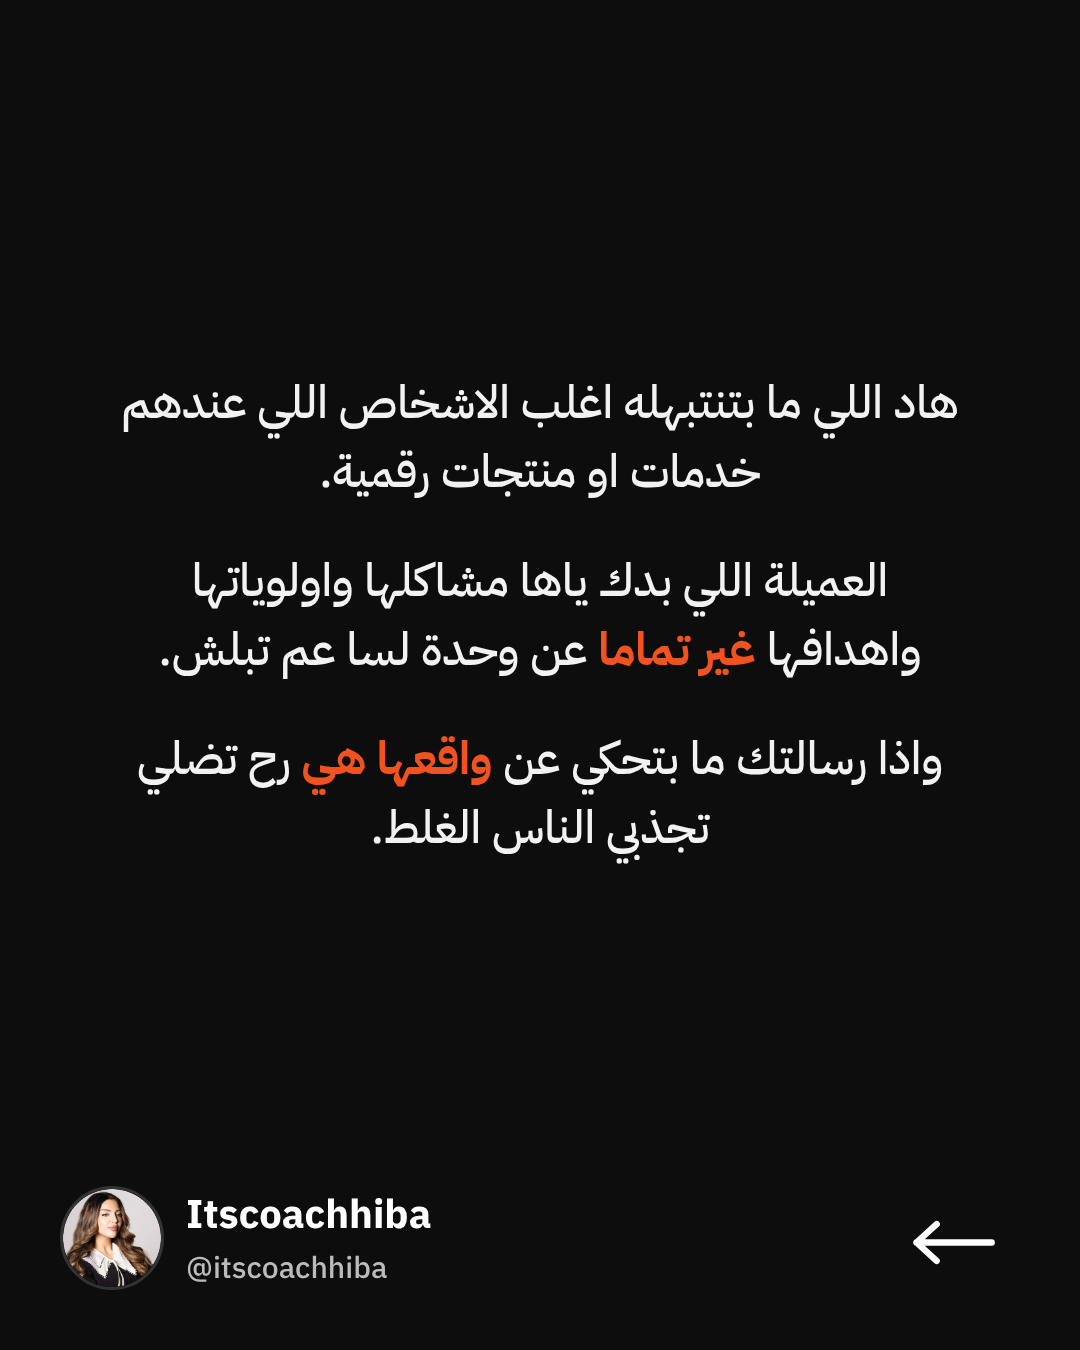 هاد اللي ما بتنتبهله اغلب الاشخاص اللي عندهم
خدمات او منتجات رقمية.
العميلة اللي بدك ياها مشاكلها واولوياتها
واهدافها غير تماما عن وحدة لسا عم تبلش.
واذا رسالتك ما بتحكي عن واقعها هي رح تضلي
تجذبي الناس الغلط.
Itscoachhiba
@itscoachhiba